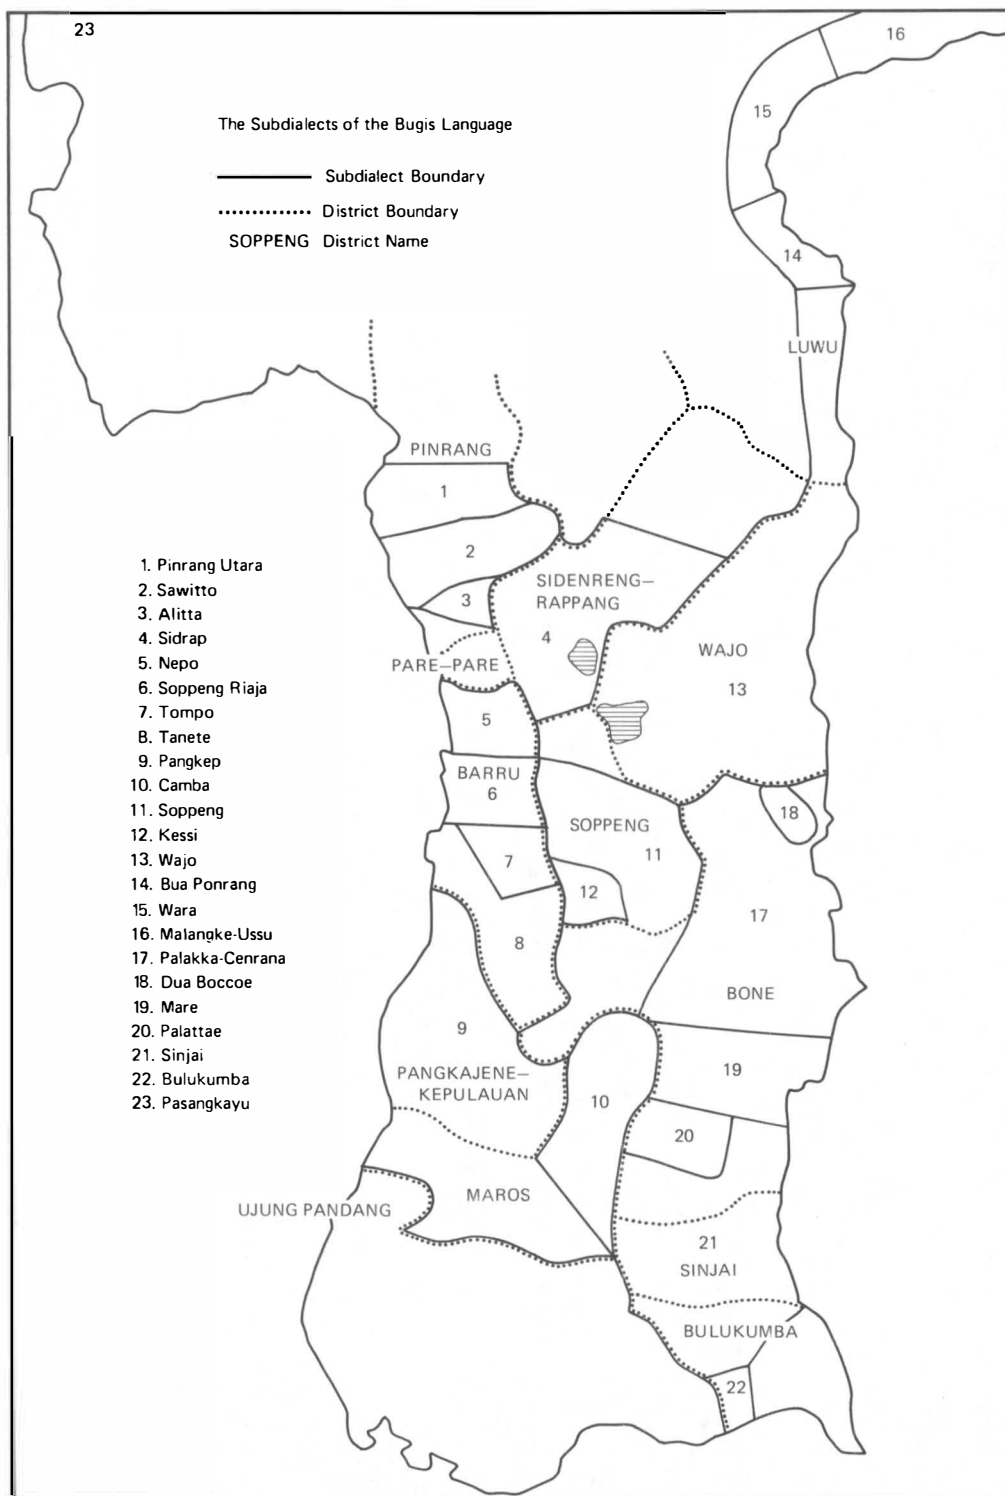 23
16
The Subdialects of the Bugis Language
15
Subdialect Boundary
District Boundary
SOPPENG District Name
14
LUWU
PINRANG
1
2
3
SIDENRENG—
RAPPANG
4
WAJO
13
PARE—PARE
5
BARRU
6
SOPPENG
11
18
7
12
17
8
BONE
9
PANGKAJENE—
KEPULAUAN
10
19
20
MAROS
UJUNG PANDANG
21
SINJAI
BULUKUMBA
22
1. Pinrang Utara
2. Sawitto
3. Alitta
4. Sidrap
5. Nepo
6. Soppeng Riaja
7. Tompo
8. Tanete
9. Pangkep
10. Camba
11. Soppeng
12. Kessi
13. Wajo
14. Bua Ponrang
15. Wara
16. Malangke-Ussu
17. Palakka-Cenrana
18. Dua Boccoe
19. Mare
20. Palattae
21. Sinjai
22. Bulukumba
23. Pasangkayu